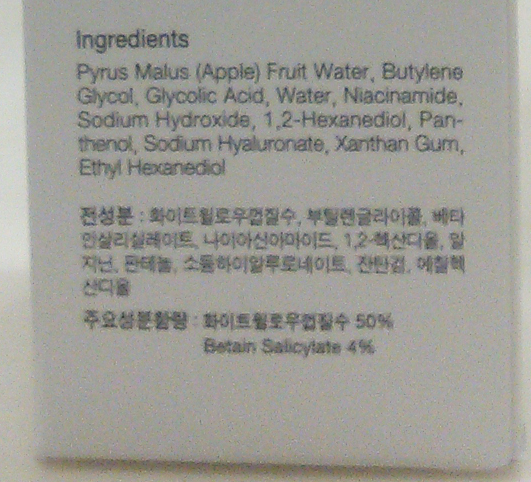 Ingredients
Pyrus Malus (Apple) Fruit Water, Butylene
Glycol, Glycolic Acid, Water, Niacinamide,
Sodium Hydroxide, 1,2-Hexanediol, Pan-
thenol, Sodium Hyaluronate, Xanthan Gum,
Ethyl Hexanediol
전성분 : 화이트윌로우껍질수, 부틸렌글라이콜, 베타
인살리실레이트, 나이아신아마이드, 1,2-헥산다올, 알
지닌, 판테놀, 소듐하이알루로네이트, 잔탄검, 에칠헥
산다올
주요성분함량 : 화이트윌로우껍질수 50%
Betain Salicylate 4%